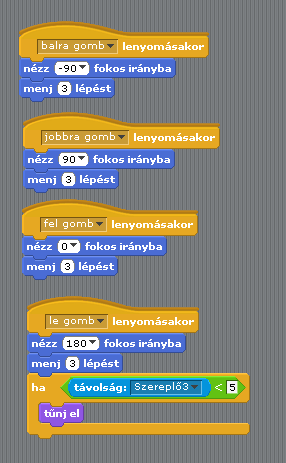 balra gomb lenyomásakor
nézz -90 fokos irányba
menj 3 lépést
jobbra gomb lenyomásakor
nézz 90 fokos irányba
menj 3 lépést
fel gomb lenyomásakor
nézz 0 fokos irányba
menj 3 lépést
le gomb lenyomásakor
nézz 180 fokos irányba
menj 3 lépést
ha távolság: Szereplő3 < 5
tűnj el